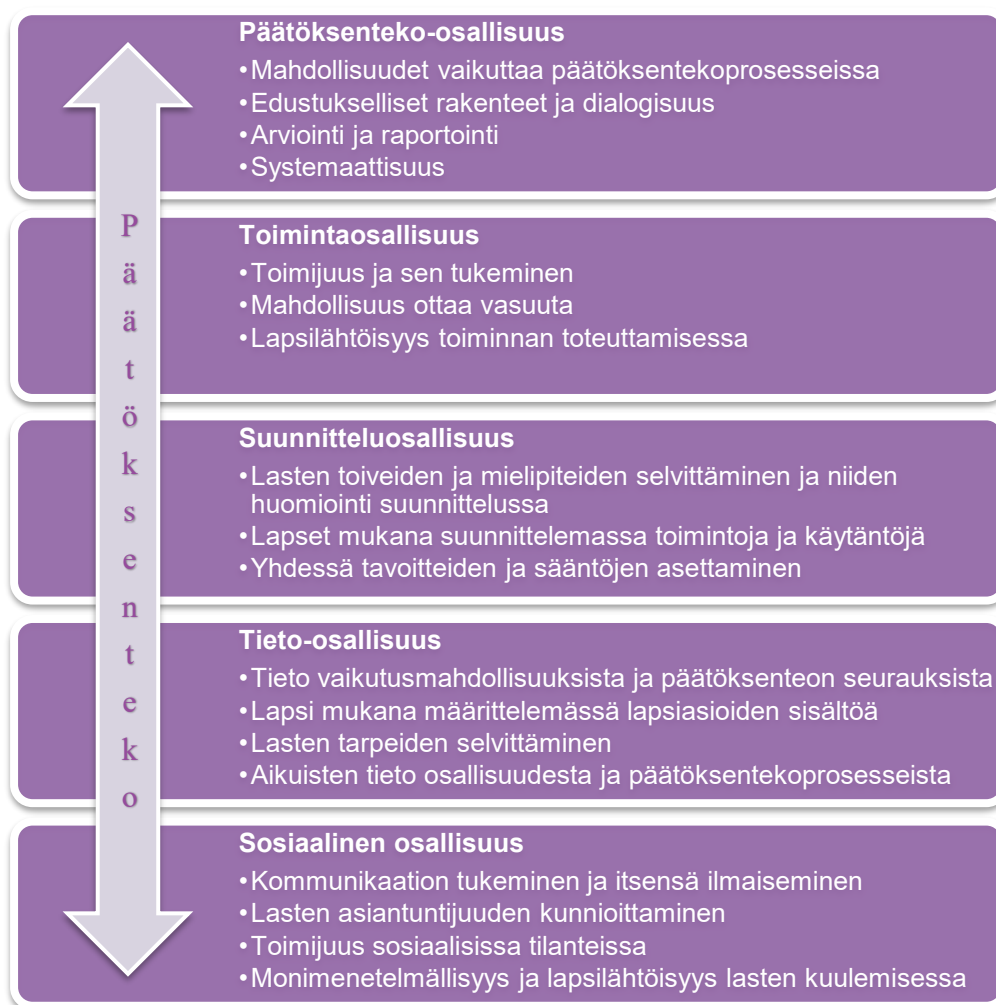 Päätöksenteko-osallisuus
•Mahdollisuudet vaikuttaa päätöksentekoprosesseissa
•Edustukselliset rakenteet ja dialogisuus
•Arviointi ja raportointi
•Systemaattisuus
Toimintaosallisuus
•Toimijuus ja sen tukeminen
•Mahdollisuus ottaa vasuuta
•Lapsilähtöisyys toiminnan toteuttamisessa
Suunnitteluosallisuus
•Lasten toiveiden ja mielipiteiden selvittäminen ja niiden
huomiointi suunnittelussa
•Lapset mukana suunnittelemassa toimintoja ja käytäntöjä
•Yhdessä tavoitteiden ja sääntöjen asettaminen
Tieto-osallisuus
•Tieto vaikutusmahdollisuuksista ja päätöksenteon seurauksista
•Lapsi mukana määrittelemässä lapsiasioiden sisältöä
•Lasten tarpeiden selvittäminen
•Aikuisten tieto osallisuudesta ja päätöksentekoprosesseista
Sosiaalinen osallisuus
•Kommunikaation tukeminen ja itsensä ilmaiseminen
•Lasten asiantuntijuuden kunnioittaminen
•Toimijuus sosiaalisissa tilanteissa
•Monimenetelmällisyys ja lapsilähtöisyys lasten kuulemisessa
Päätöksenteko